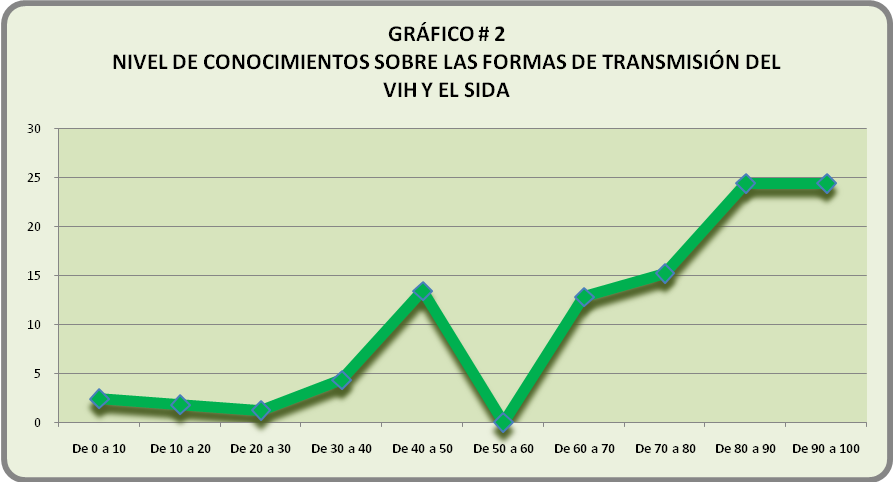 GRÁFICO # 2
NIVEL DE CONOCIMIENTOS SOBRE LAS FORMAS DE TRANSMISIÓN DEL
VIH Y EL SIDA
30
25
20
15
10
5
0
De 0 a 10 De 10 a 20 De 20 a 30 De 30 a 40 De 40 a 50 De 50 a 60 De 60 a 70 De 70 a 80 De 80 a 90 De 90 a 100